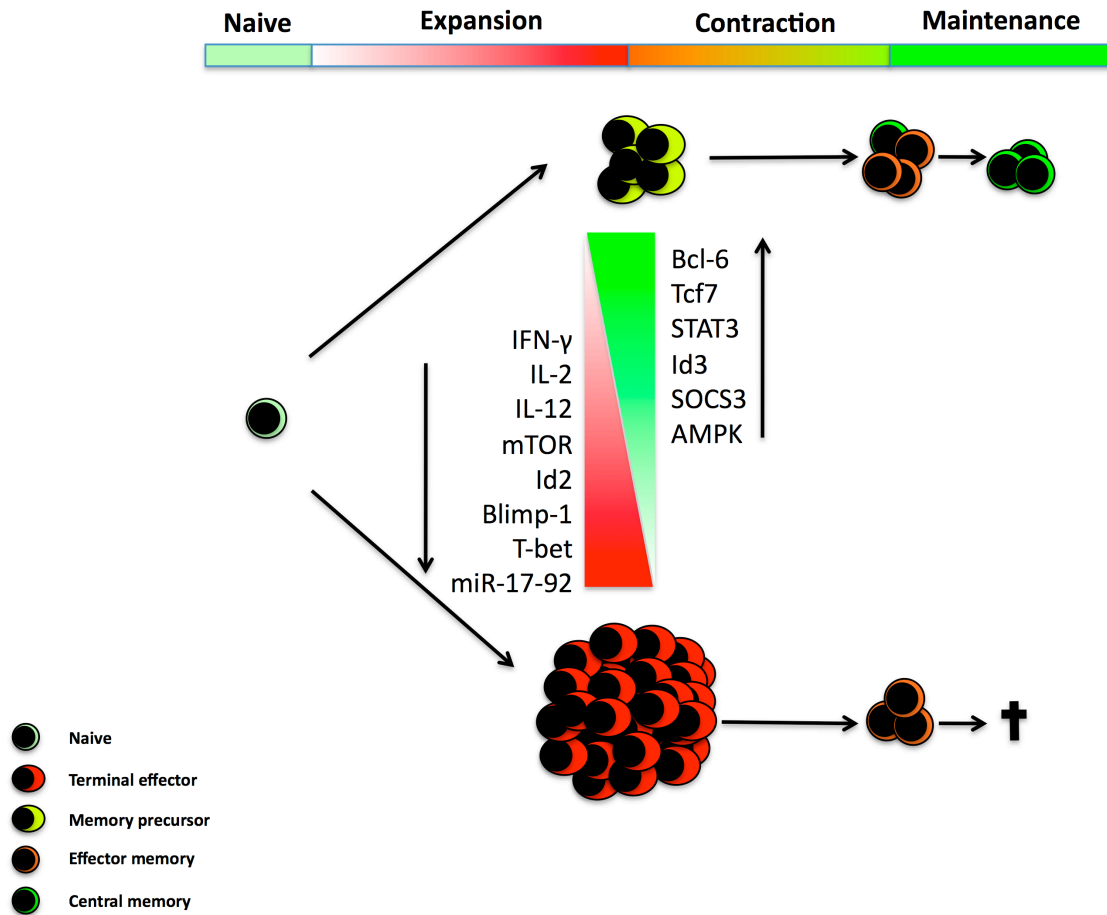 Naive
Expansion
Contraction
Maintenance
Bcl-6
Tcf7
STAT3
Id3
SOCS3
AMPK
IFN-γ
IL-2
IL-12
mTOR
Id2
Blimp-1
T-bet
miR-17-92
Naive
Terminal effector
Memory precursor
Effector memory
Central memory